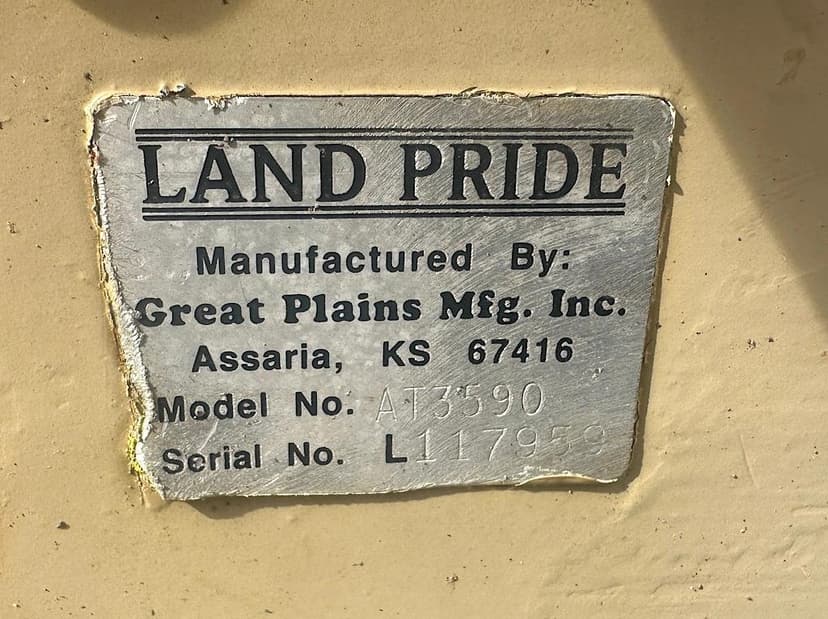 LAND PRIDE
Manufactured By:
Great Plains Mfg. Inc.
Assaria, KS 67416
Model No. AT3590
Serial No. L117959